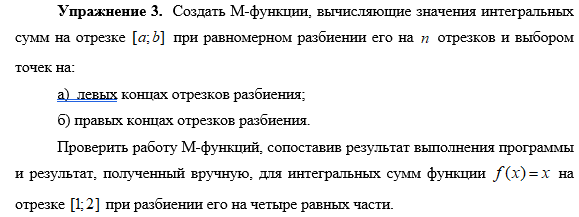 Упражнение 3. Создать М-функции, вычисляющие значения интегральных
сумм на отрезке [a;b] при равномерном разбиении его на n отрезков и выбором
точек на:
а) левых концах отрезков разбиения;
б) правых концах отрезков разбиения.
Проверить работу М-функций, сопоставив результат выполнения программы
и результат, полученный вручную, для интегральных сумм функции f(x)=x на
отрезке [1;2] при разбиении его на четыре равных части.